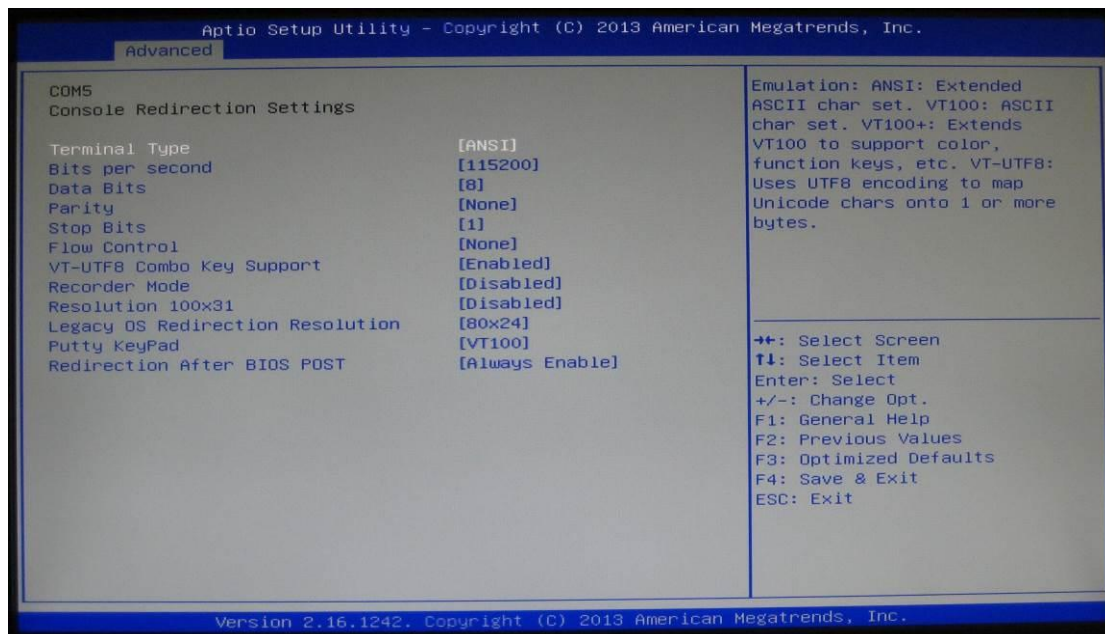 Aptio Setup Utility – Copyright (C) 2013 American Megatrends, Inc.
Advanced
COM5
Console Redirection Settings
Terminal Type [ANSI]
Bits per second [115200]
Data Bits [8]
Parity [None]
Stop Bits [1]
Flow Control [None]
VT-UTF8 Combo Key Support [Enabled]
Recorder Mode [Disabled]
Resolution 100x31 [Disabled]
Legacy OS Redirection Resolution [80x24]
Putty KeyPad [VT100]
Redirection After BIOS POST [Always Enable]
Emulation: ANSI: Extended
ASCII char set. VT100: ASCII
char set. VT100+: Extends
VT100 to support color,
function keys, etc. VT-UTF8:
Uses UTF8 encoding to map
Unicode chars onto 1 or more
bytes.
→←: Select Screen
↑↓: Select Item
Enter: Select
+/-: Change Opt.
F1: General Help
F2: Previous Values
F3: Optimized Defaults
F4: Save & Exit
ESC: Exit
Version 2.16.1242. Copyright (C) 2013 American Megatrends, Inc.